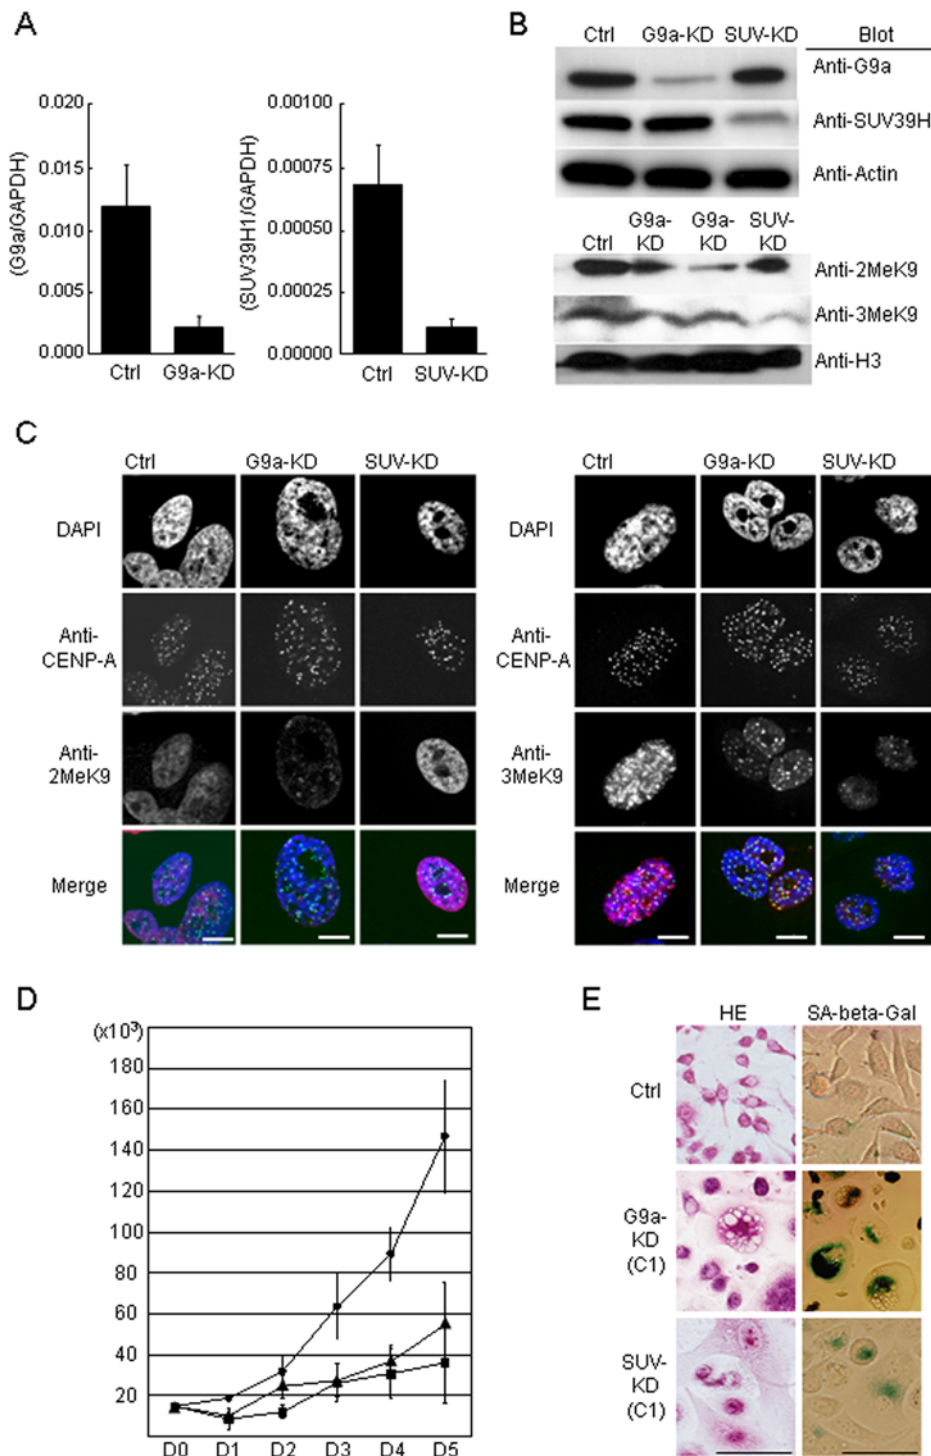 A
(G9a/GAPDH)
0.020
0.015
0.010
0.005
0.000
Ctrl G9a-KD
(SUV39H1/GAPDH)
0.00100
0.00075
0.00050
0.00025
0.00000
Ctrl SUV-KD
B
Ctrl G9a-KD SUV-KD Blot
Anti-G9a
Anti-SUV39H
Anti-Actin
Ctrl G9a-KD G9a-KD SUV-KD
Anti-2MeK9
Anti-3MeK9
Anti-H3
C
Ctrl G9a-KD SUV-KD
DAPI
Anti-CENP-A
Anti-2MeK9
Merge
Ctrl G9a-KD SUV-KD
DAPI
Anti-CENP-A
Anti-3MeK9
Merge
D
(x10³)
180
160
140
120
100
80
60
40
20
D0 D1 D2 D3 D4 D5
E
HE SA-beta-Gal
Ctrl
G9a-KD (C1)
SUV-KD (C1)